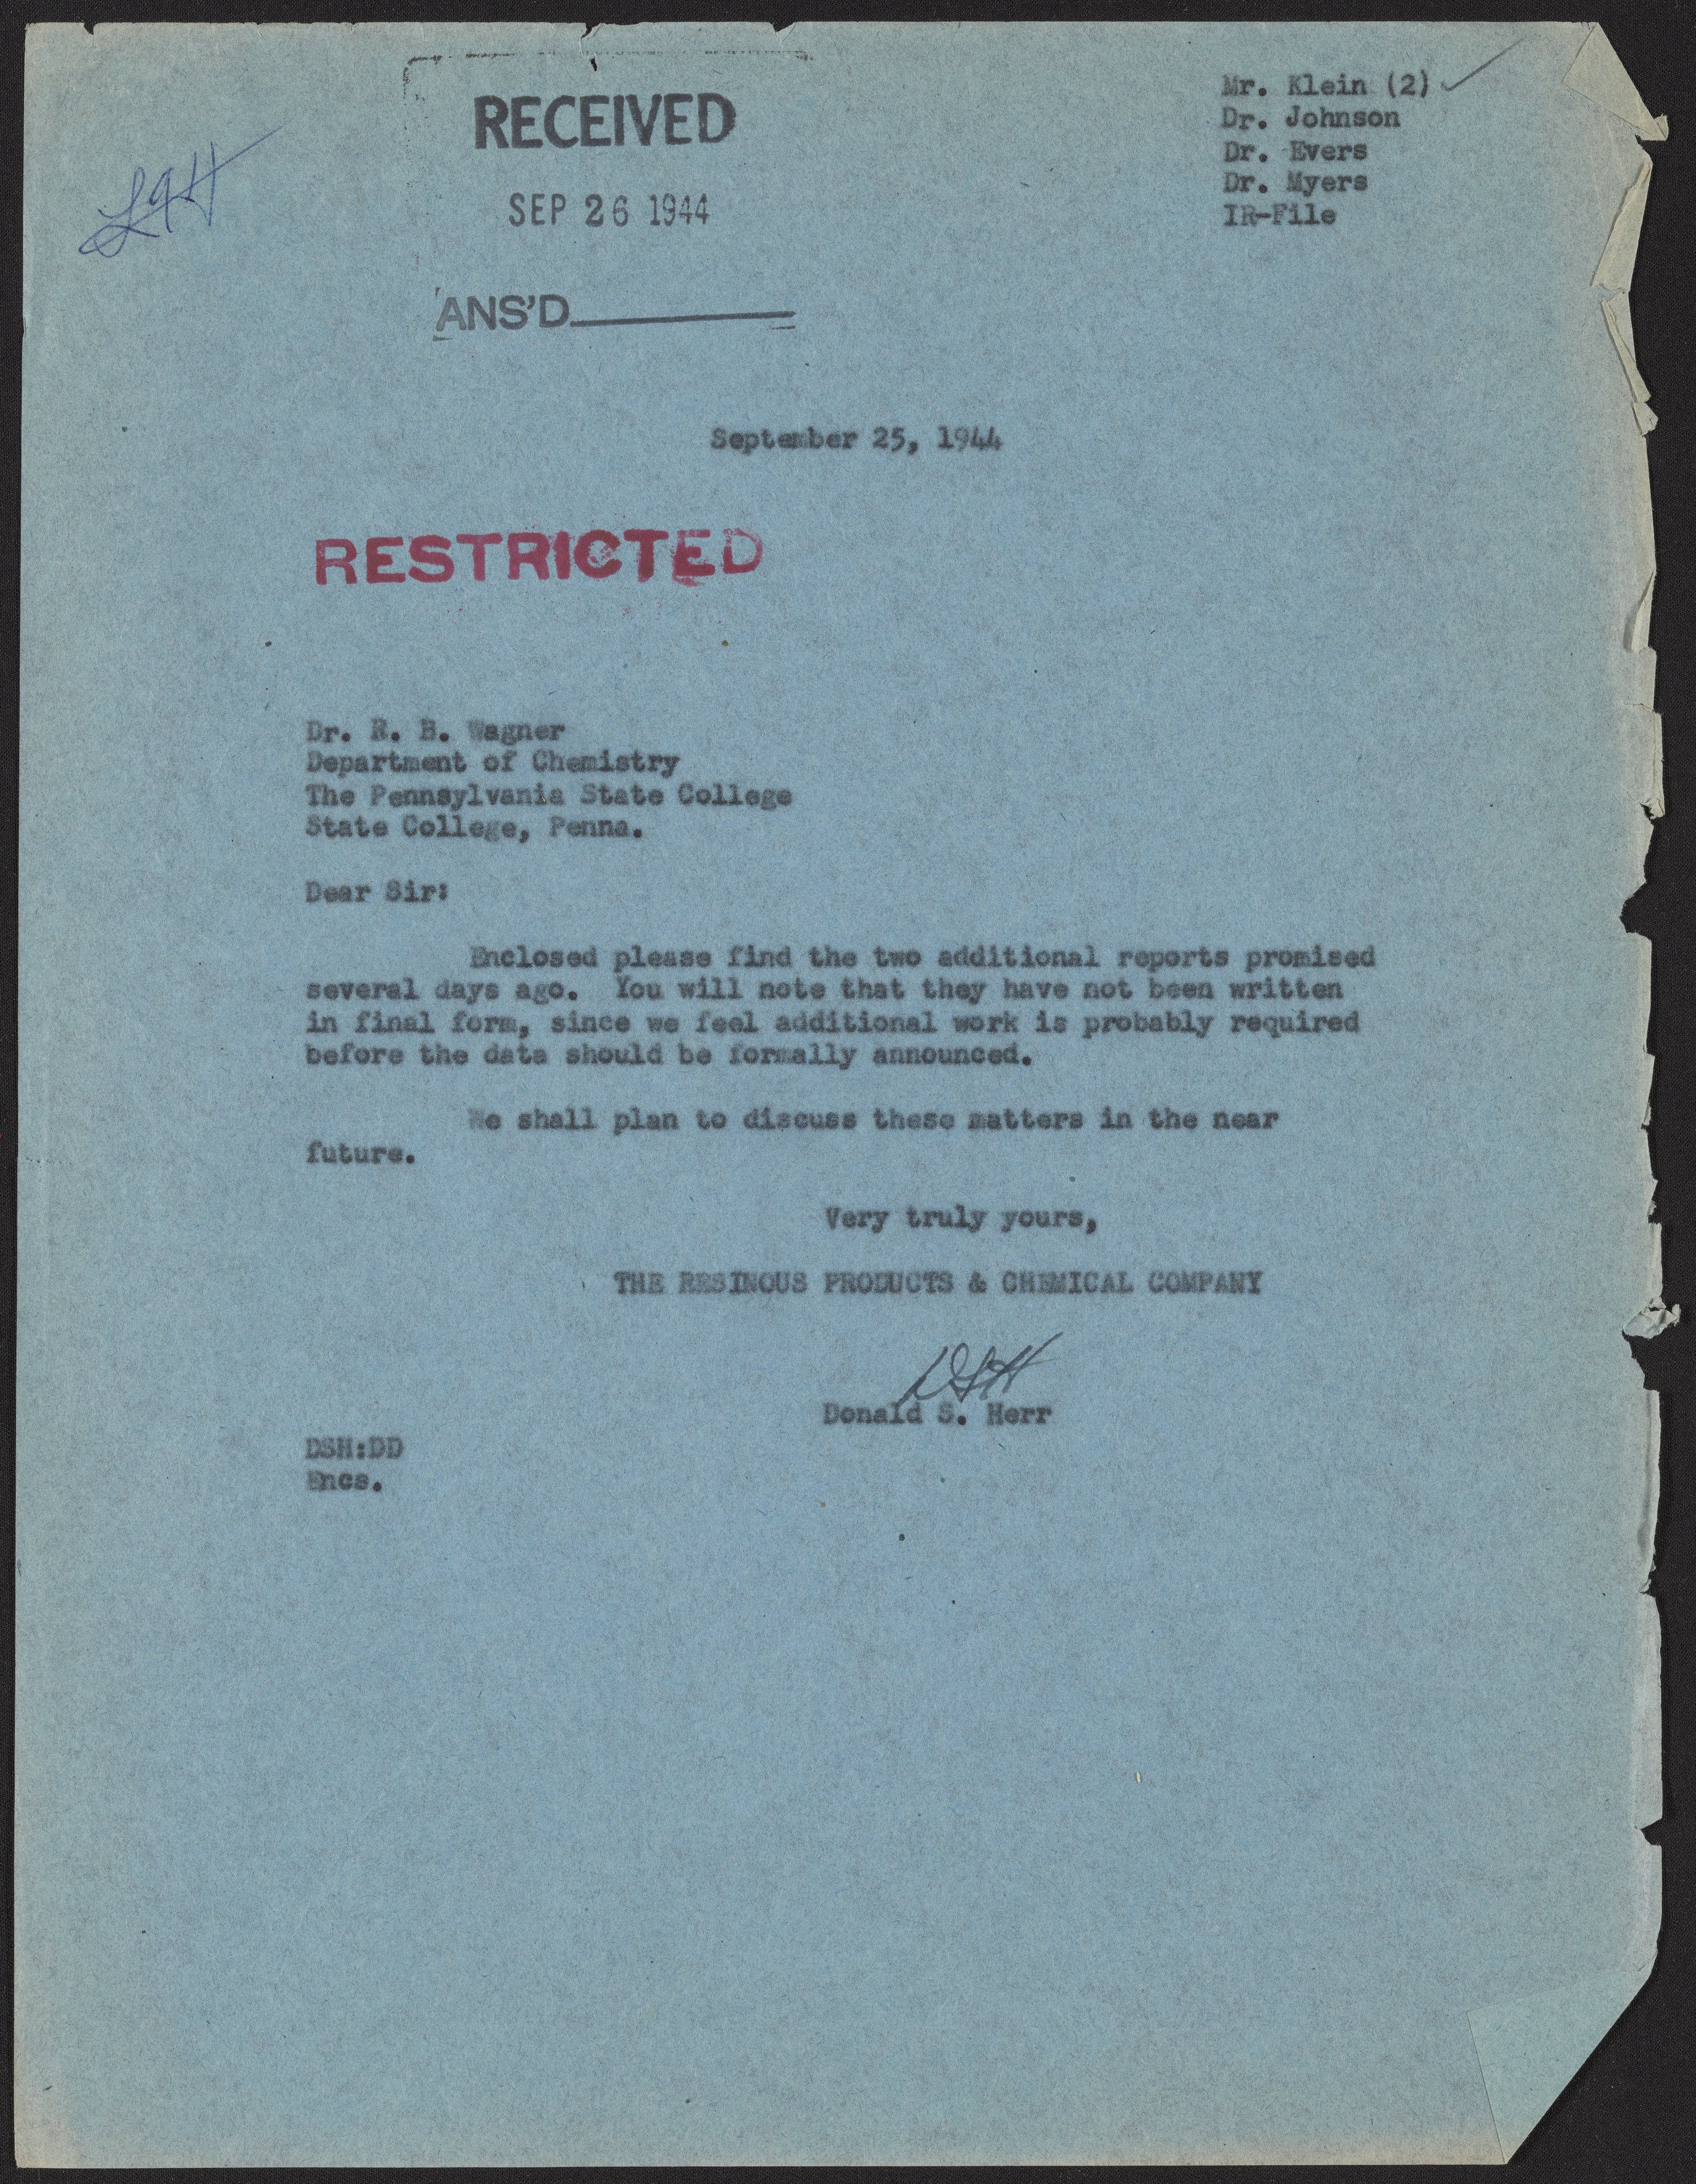 RECEIVED
SEP 26 1944
ANS'D
Mr. Klein (2)
Dr. Johnson
Dr. Evers
Dr. Myers
IR-File
September 25, 1944
RESTRICTED
Dr. R. B. Wagner
Department of Chemistry
The Pennsylvania State College
State College, Penna.
Dear Sir:
Enclosed please find the two additional reports promised
several days ago. You will note that they have not been written
in final form, since we feel additional work is probably required
before the data should be formally announced.
We shall plan to discuss these matters in the near
future.
Very truly yours,
THE RESINOUS PRODUCTS & CHEMICAL COMPANY
DSH
Donald S. Herr
DSH:DD
Encs.